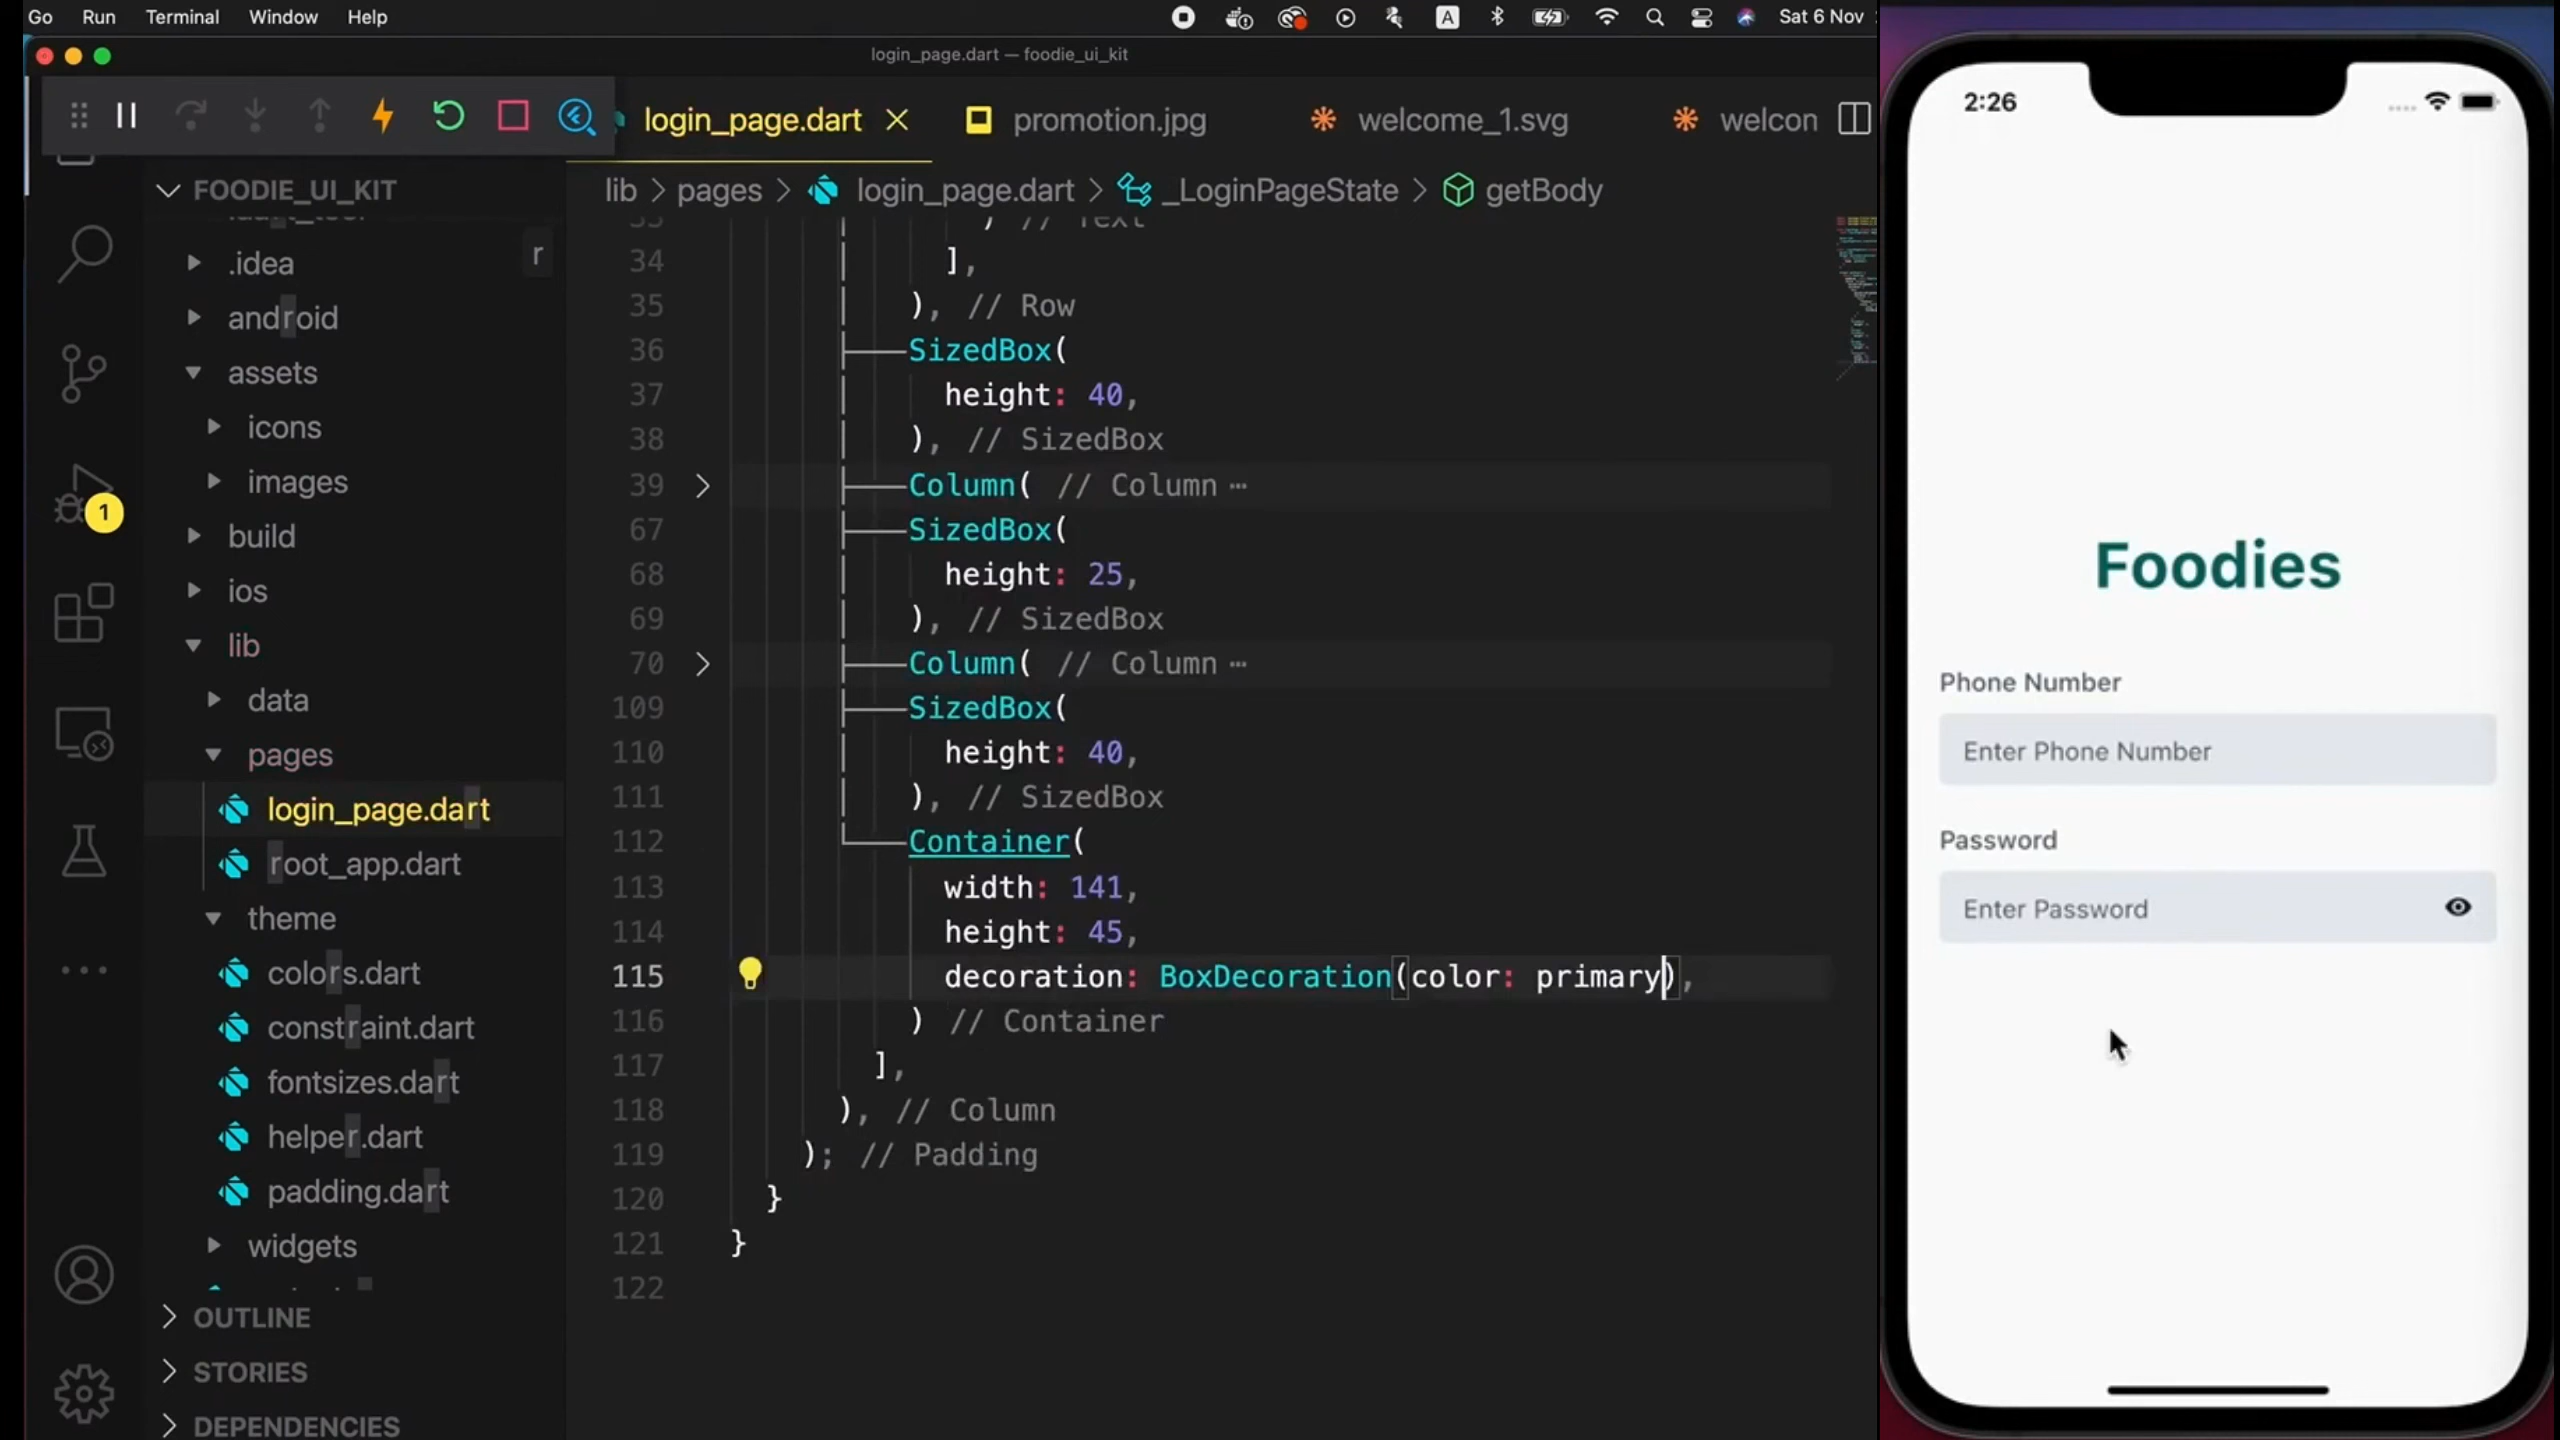 Go Run Terminal Window Help
A Sat 6 Nov
login_page.dart — foodie_ui_kit
login_page.dart promotion.jpg welcome_1.svg welcon
lib > pages > login_page.dart > _LoginPageState > getBody
FOODIE_UI_KIT
r
.idea
android
assets
icons
images
build
ios
lib
data
pages
login_page.dart
root_app.dart
theme
colors.dart
constraint.dart
fontsizes.dart
helper.dart
padding.dart
widgets
OUTLINE
STORIES
DEPENDENCIES
1
33 ) // Text
34 ],
35 ), // Row
36 SizedBox(
37 height: 40,
38 ), // SizedBox
39 Column( // Column ⋯
67 SizedBox(
68 height: 25,
69 ), // SizedBox
70 Column( // Column ⋯
109 SizedBox(
110 height: 40,
111 ), // SizedBox
112 Container(
113 width: 141,
114 height: 45,
115 decoration: BoxDecoration(color: primary),
116 ) // Container
117 ],
118 ), // Column
119 ); // Padding
120 }
121 }
122
2:26
Foodies
Phone Number
Enter Phone Number
Password
Enter Password